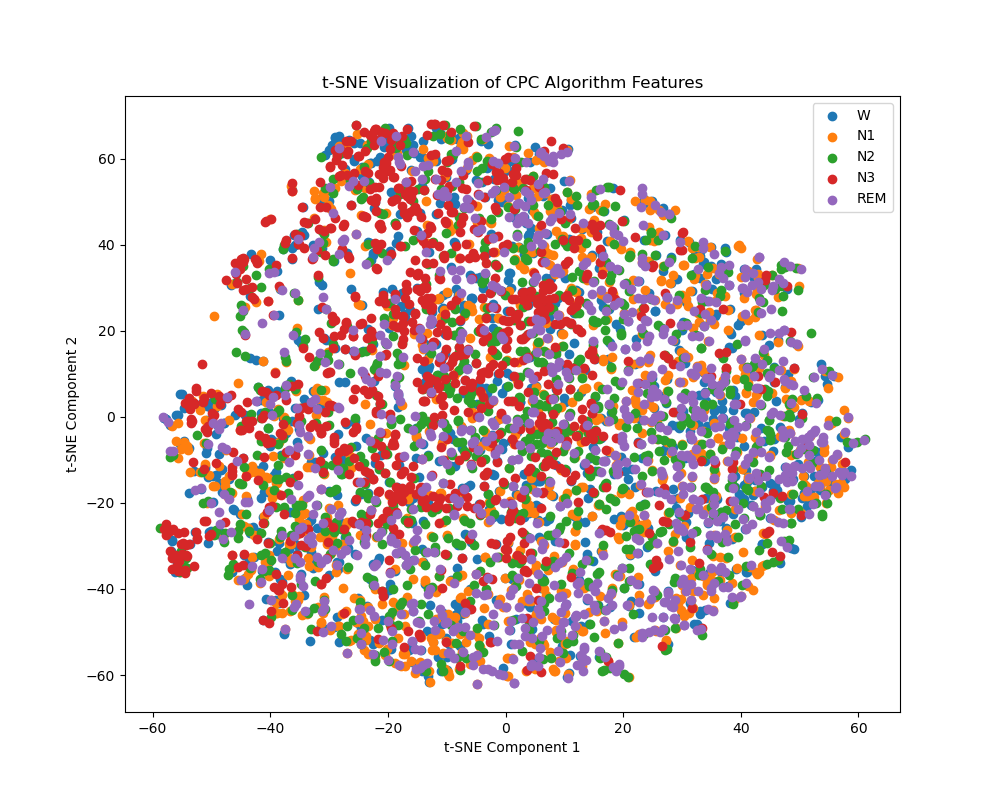 t-SNE Visualization of CPC Algorithm Features
W
N1
N2
N3
REM
60
40
20
0
−20
−40
−60
t-SNE Component 2
−60
−40
−20
0
20
40
60
t-SNE Component 1